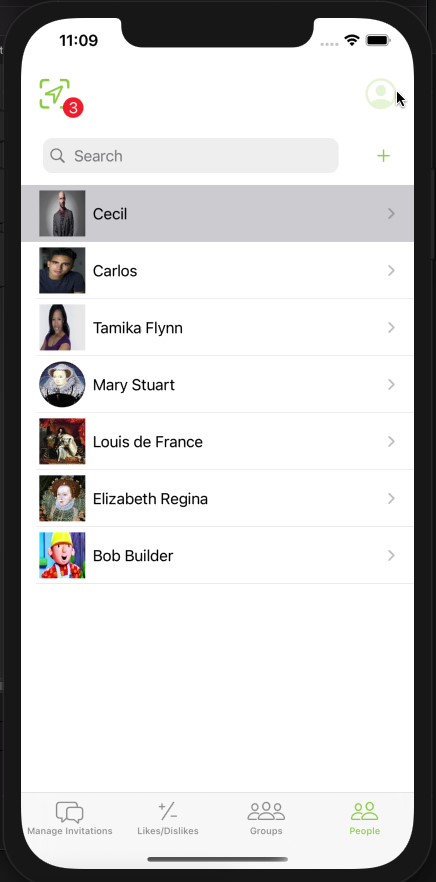 11:09
3
Search
+
Cecil
Carlos
Tamika Flynn
Mary Stuart
Louis de France
Elizabeth Regina
Bob Builder
Manage Invitations
Likes/Dislikes
Groups
People